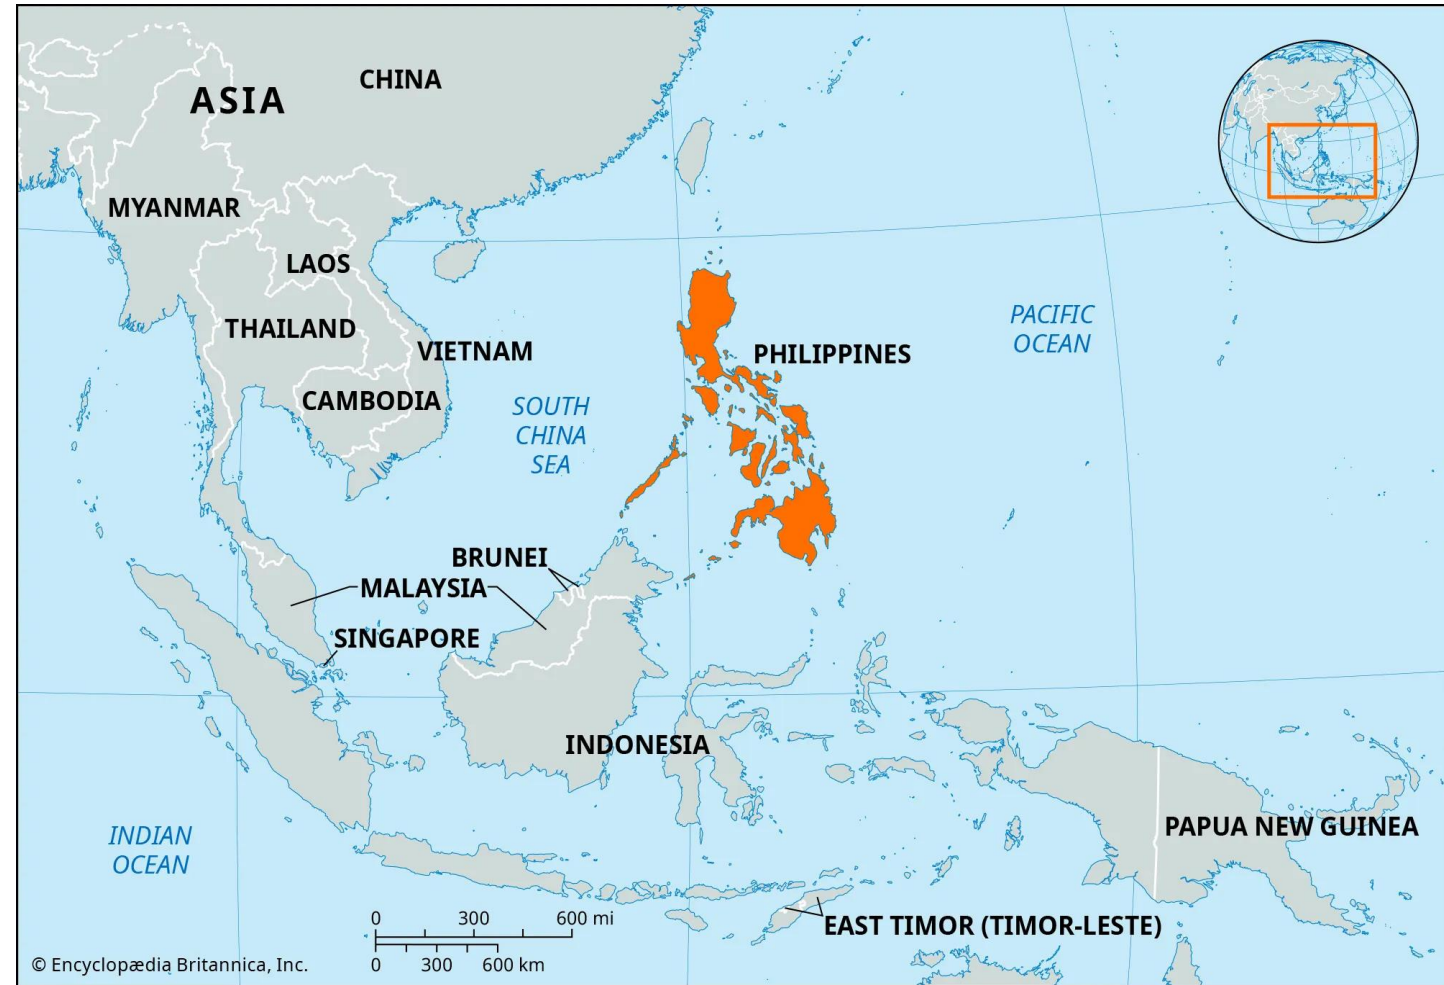 CHINA
ASIA
MYANMAR
LAOS
THAILAND
VIETNAM
CAMBODIA
PHILIPPINES
PACIFIC
OCEAN
SOUTH
CHINA
SEA
BRUNEI
MALAYSIA
SINGAPORE
INDONESIA
PAPUA NEW GUINEA
INDIAN
OCEAN
EAST TIMOR (TIMOR-LESTE)
0 300 600 mi
0 300 600 km
© Encyclopædia Britannica, Inc.